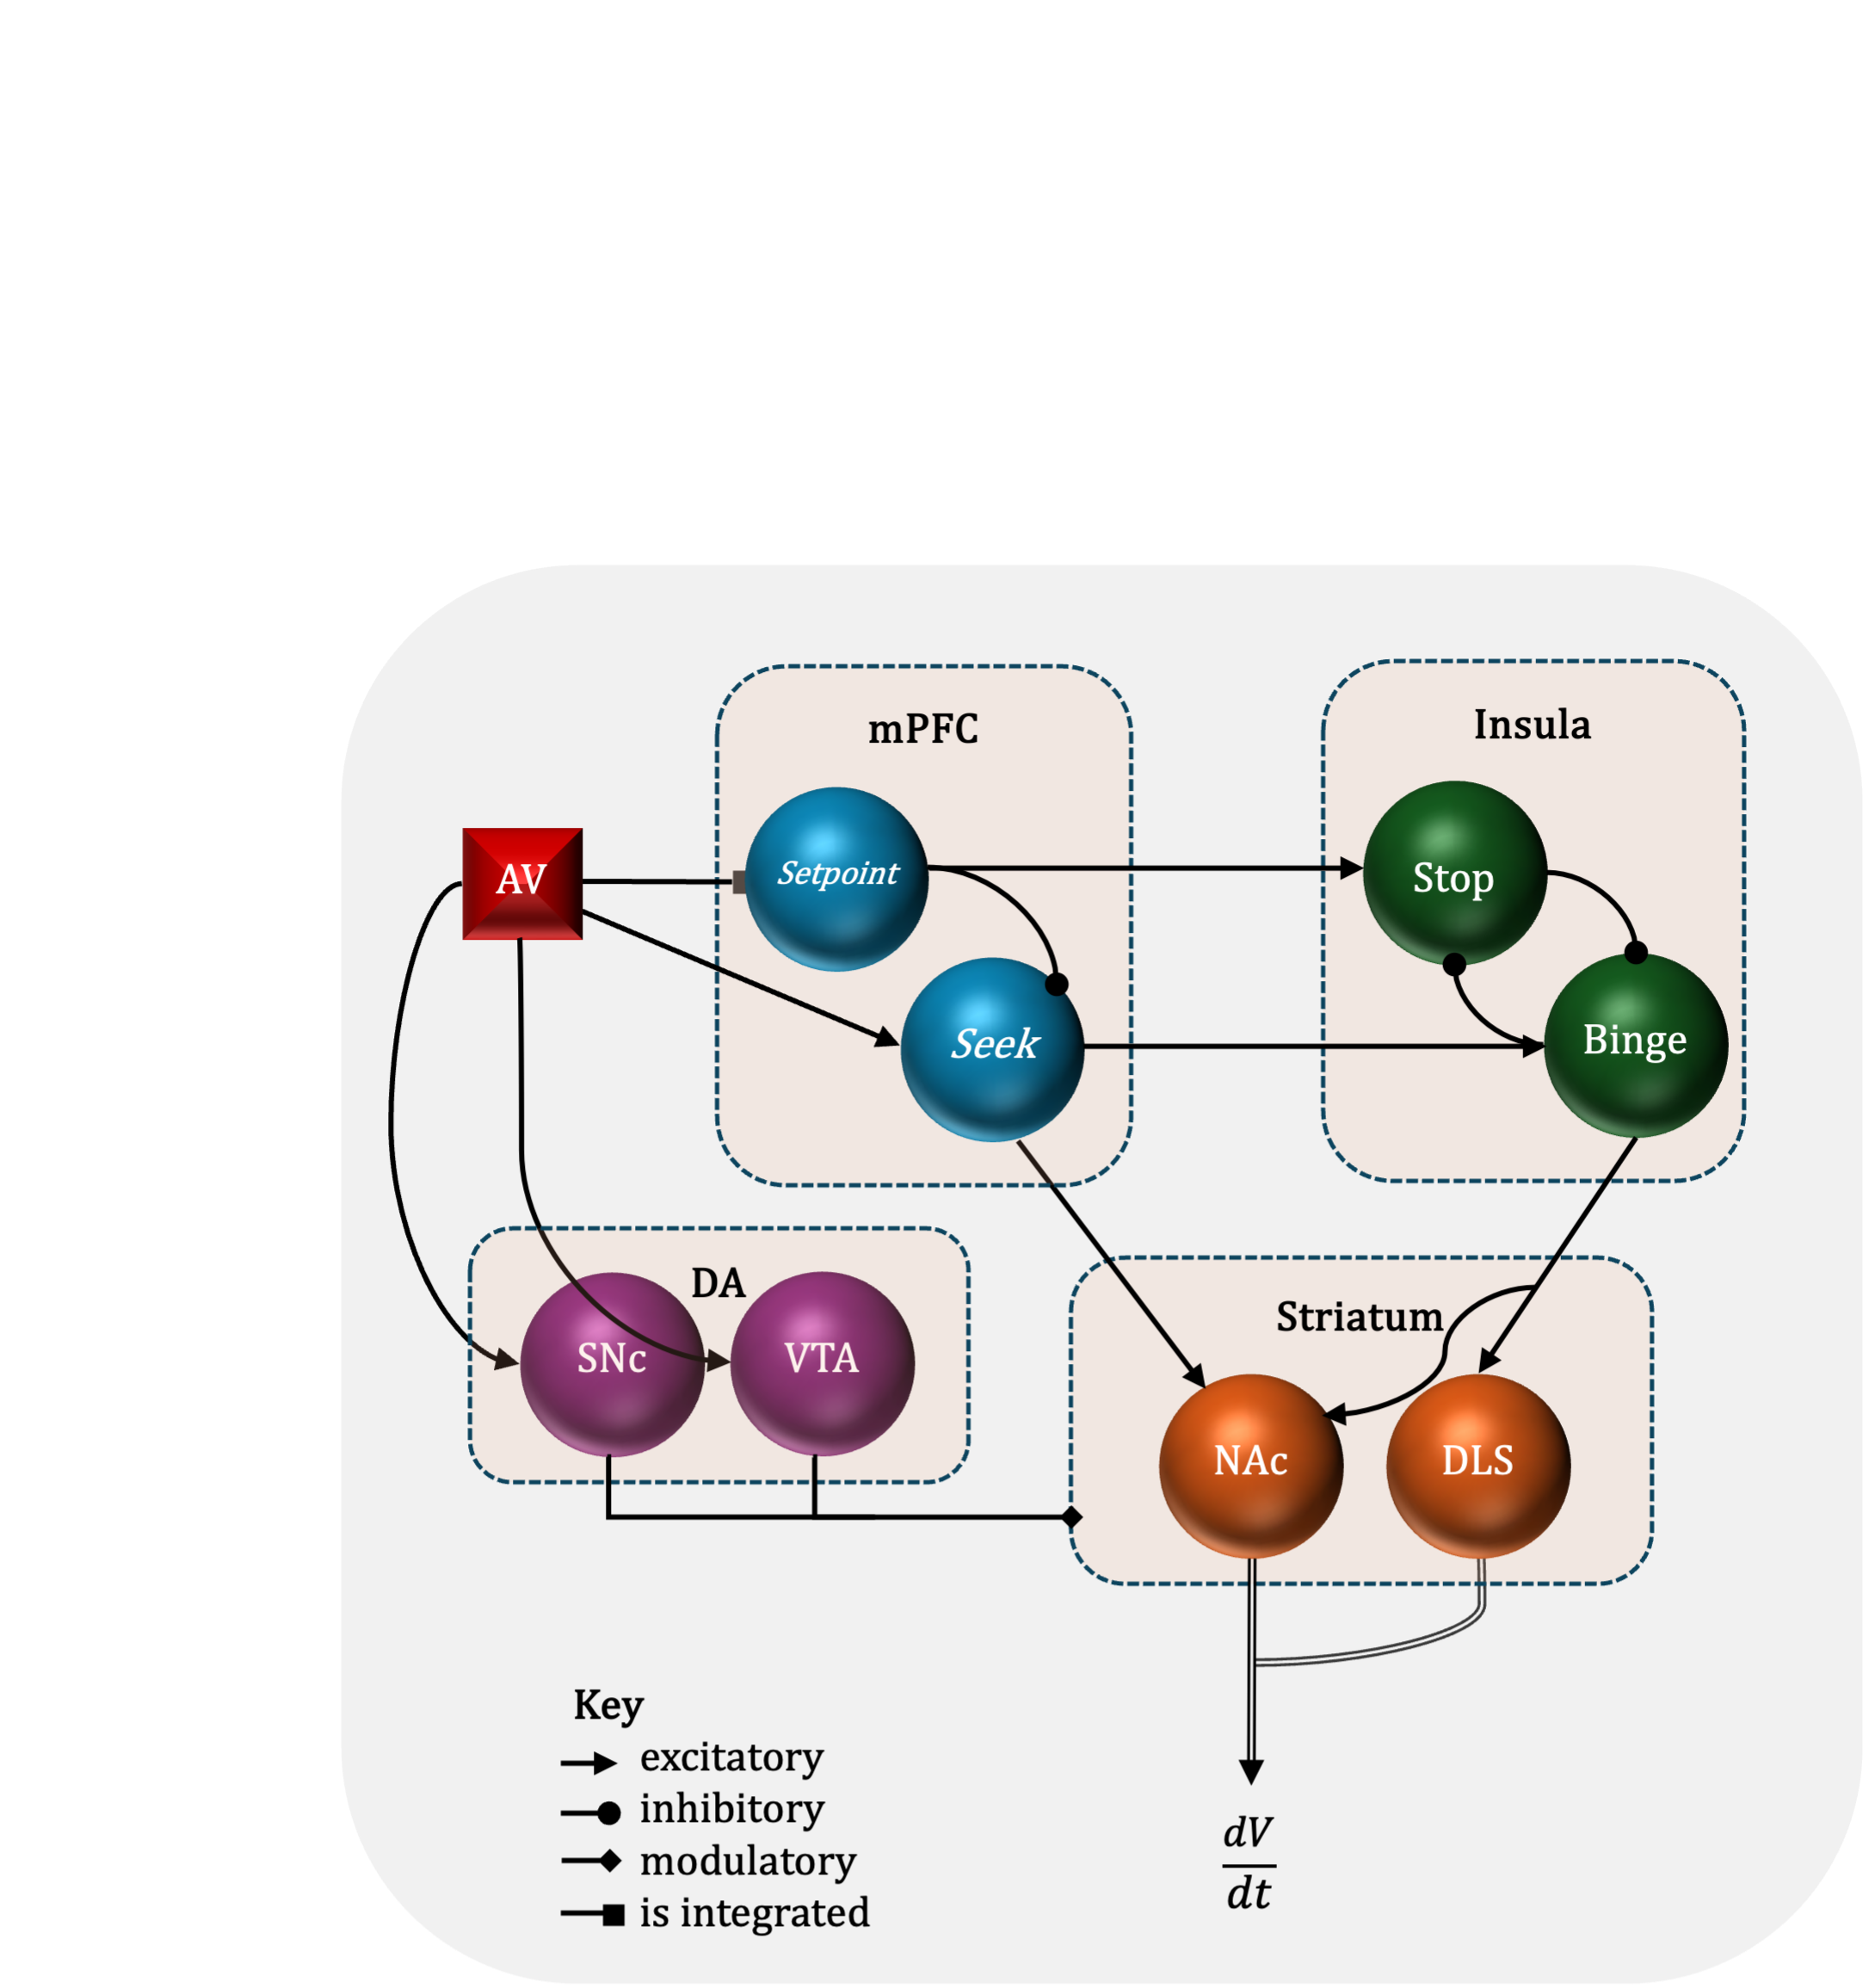 mPFC
Insula
Setpoint
Stop
AV
Seek
Binge
DA
Striatum
SNc
VTA
NAc
DLS
Key
excitatory
inhibitory
modulatory
is integrated
dV
dt